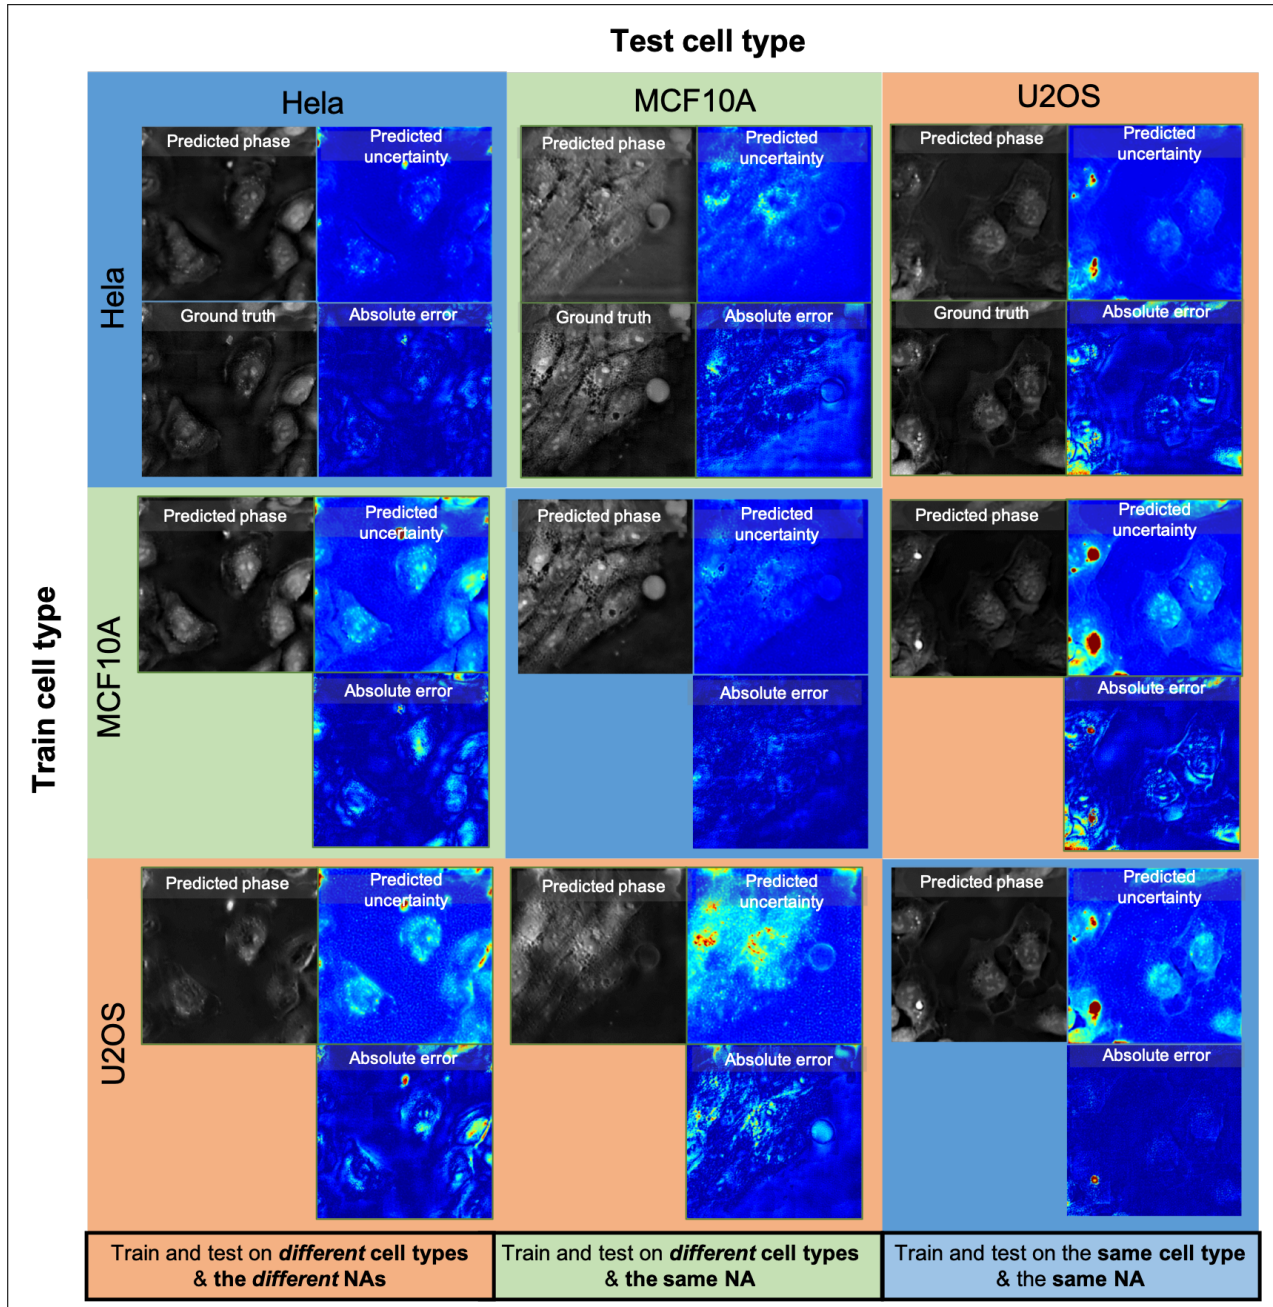 Test cell type
Hela
MCF10A
U2OS
Train cell type
Hela
Predicted phase
Predicted
uncertainty
Ground truth
Absolute error
Predicted phase
Predicted
uncertainty
Ground truth
Absolute error
Predicted phase
Predicted
uncertainty
Ground truth
Absolute error
MCF10A
Predicted phase
Predicted
uncertainty
Absolute error
Predicted phase
Predicted
uncertainty
Absolute error
Predicted phase
Predicted
uncertainty
Absolute error
U2OS
Predicted phase
Predicted
uncertainty
Absolute error
Predicted phase
Predicted
uncertainty
Absolute error
Predicted phase
Predicted
uncertainty
Absolute error
Train and test on different cell types
& the different NAs
Train and test on different cell types
& the same NA
Train and test on the same cell type
& the same NA